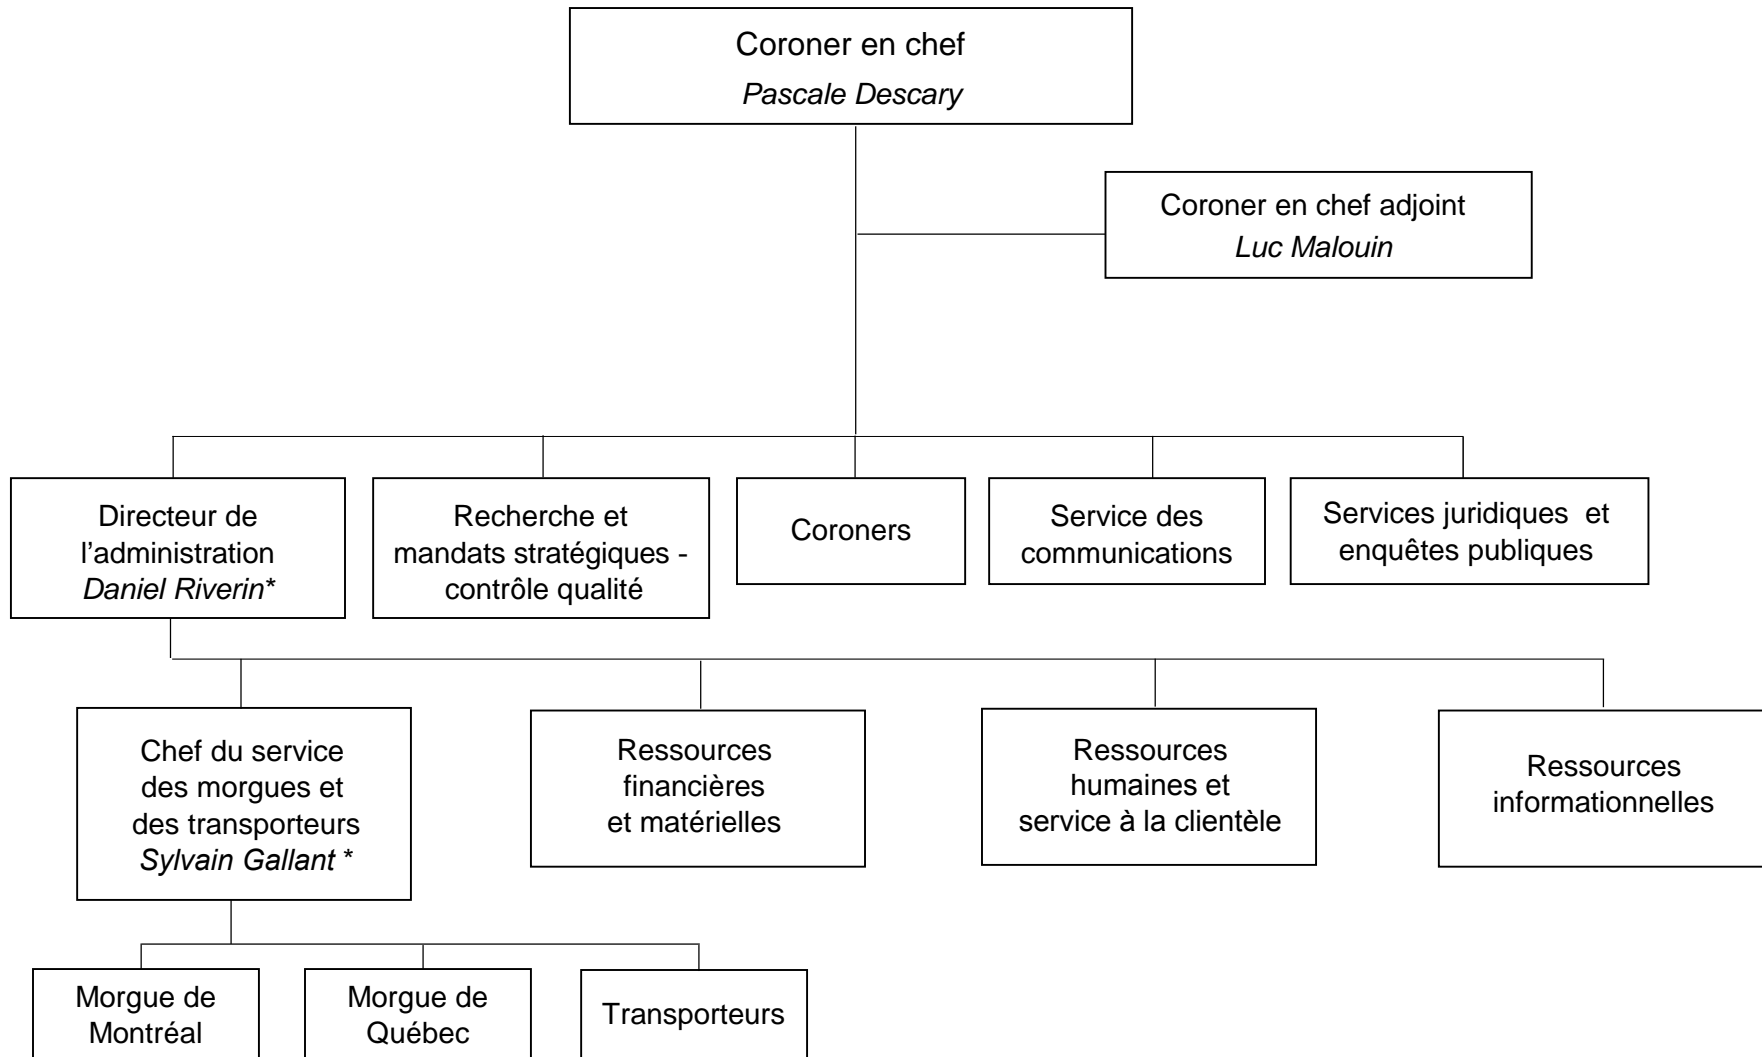 Coroner en chef
Pascale Descary
Coroner en chef adjoint
Luc Malouin
Directeur de
l’administration
Daniel Riverin*
Recherche et
mandats stratégiques -
contrôle qualité
Coroners
Service des
communications
Services juridiques et
enquêtes publiques
Chef du service
des morgues et
des transporteurs
Sylvain Gallant *
Ressources
financières
et matérielles
Ressources
humaines et
service à la clientèle
Ressources
informationnelles
Morgue de
Montréal
Morgue de
Québec
Transporteurs